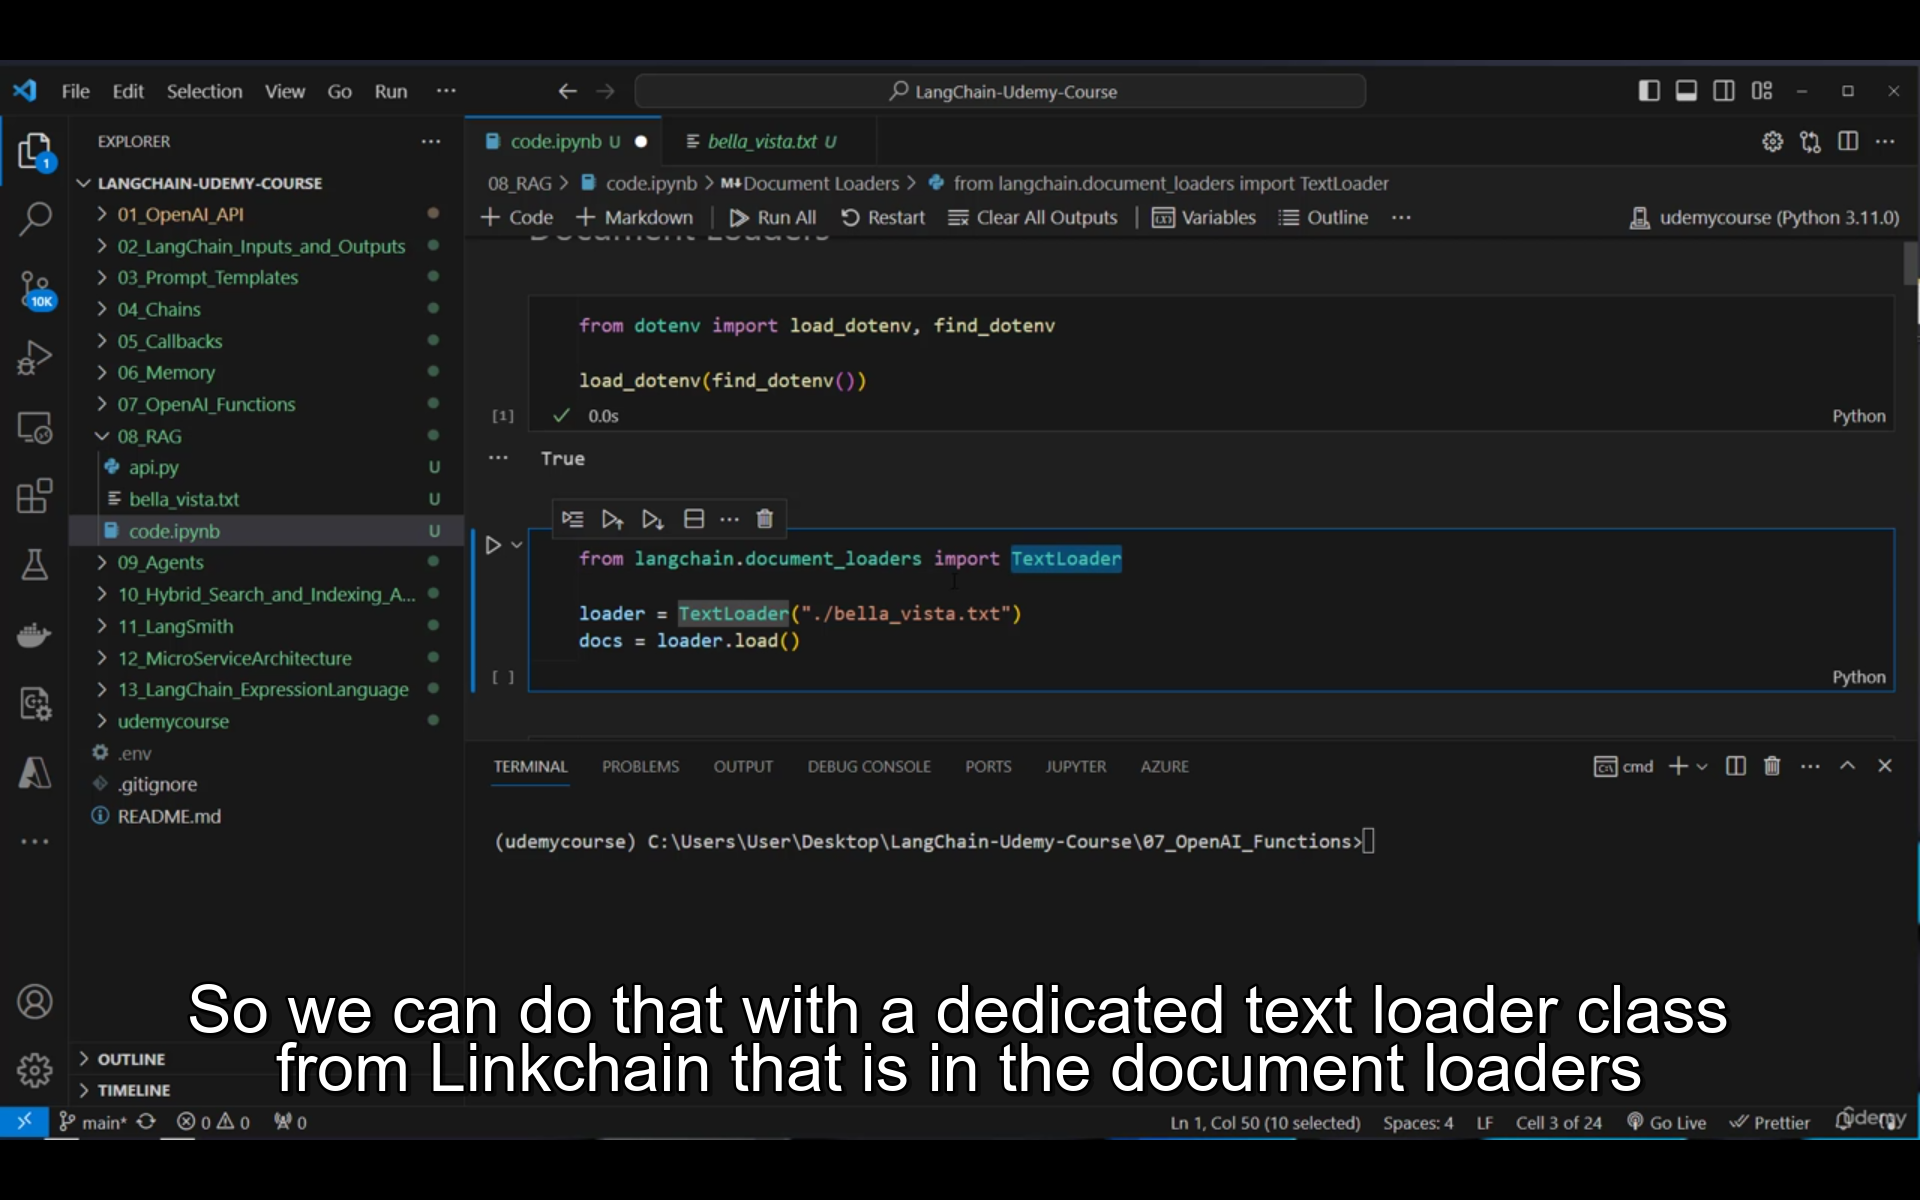 File Edit Selection View Go Run ··· LangChain-Udemy-Course
EXPLORER
LANGCHAIN-UDEMY-COURSE
01_OpenAI_API
02_LangChain_Inputs_and_Outputs
03_Prompt_Templates
04_Chains
05_Callbacks
06_Memory
07_OpenAI_Functions
08_RAG
api.py U
bella_vista.txt U
code.ipynb U
09_Agents
10_Hybrid_Search_and_Indexing_A...
11_LangSmith
12_MicroServiceArchitecture
13_LangChain_ExpressionLanguage
udemycourse
.env
.gitignore
README.md
OUTLINE
TIMELINE
1
10K
code.ipynb U bella_vista.txt U
08_RAG > code.ipynb > M↓Document Loaders > from langchain.document_loaders import TextLoader
+ Code + Markdown Run All Restart Clear All Outputs Variables Outline ··· udemycourse (Python 3.11.0)
Document Loaders
from dotenv import load_dotenv, find_dotenv
load_dotenv(find_dotenv())
[1] 0.0s Python
··· True
from langchain.document_loaders import TextLoader
loader = TextLoader("./bella_vista.txt")
docs = loader.load()
[ ] Python
TERMINAL PROBLEMS OUTPUT DEBUG CONSOLE PORTS JUPYTER AZURE cmd
(udemycourse) C:\Users\User\Desktop\LangChain-Udemy-Course\07_OpenAI_Functions>
So we can do that with a dedicated text loader class
from Linkchain that is in the document loaders
main* 0 0 0 Ln 1, Col 50 (10 selected) Spaces: 4 LF Cell 3 of 24 Go Live Prettier
udemy